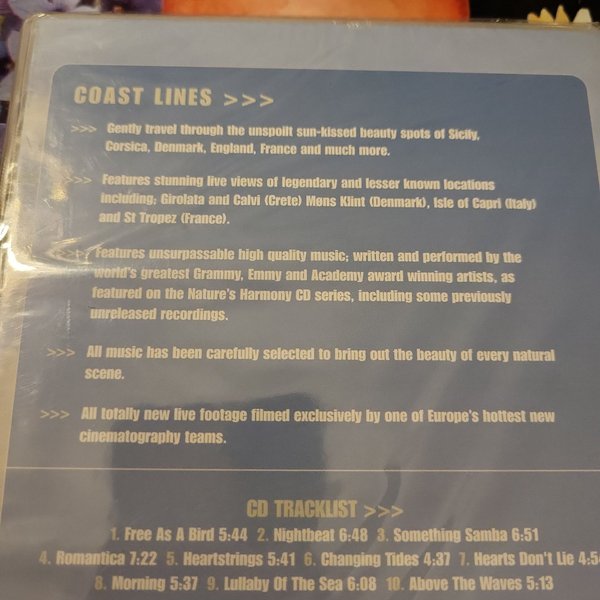 COAST LINES >>>
>>> Gently travel through the unspoilt sun-kissed beauty spots of Sicily,
Corsica, Denmark, England, France and much more.
>>> Features stunning live views of legendary and lesser known locations
including; Girolata and Calvi (Crete) Møns Klint (Denmark), Isle of Capri (Italy)
and St Tropez (France).
>>> Features unsurpassable high quality music; written and performed by the
world's greatest Grammy, Emmy and Academy award winning artists, as
featured on the Nature's Harmony CD series, including some previously
unreleased recordings.
>>> All music has been carefully selected to bring out the beauty of every natural
scene.
>>> All totally new live footage filmed exclusively by one of Europe's hottest new
cinematography teams.
CD TRACKLIST >>>
1. Free As A Bird 5:44 2. Nightbeat 6:48 3. Something Samba 6:51
4. Romantica 7:22 5. Heartstrings 5:41 6. Changing Tides 4:37 7. Hearts Don't Lie
8. Morning 5:37 9. Lullaby Of The Sea 6:08 10. Above The Waves 5:13